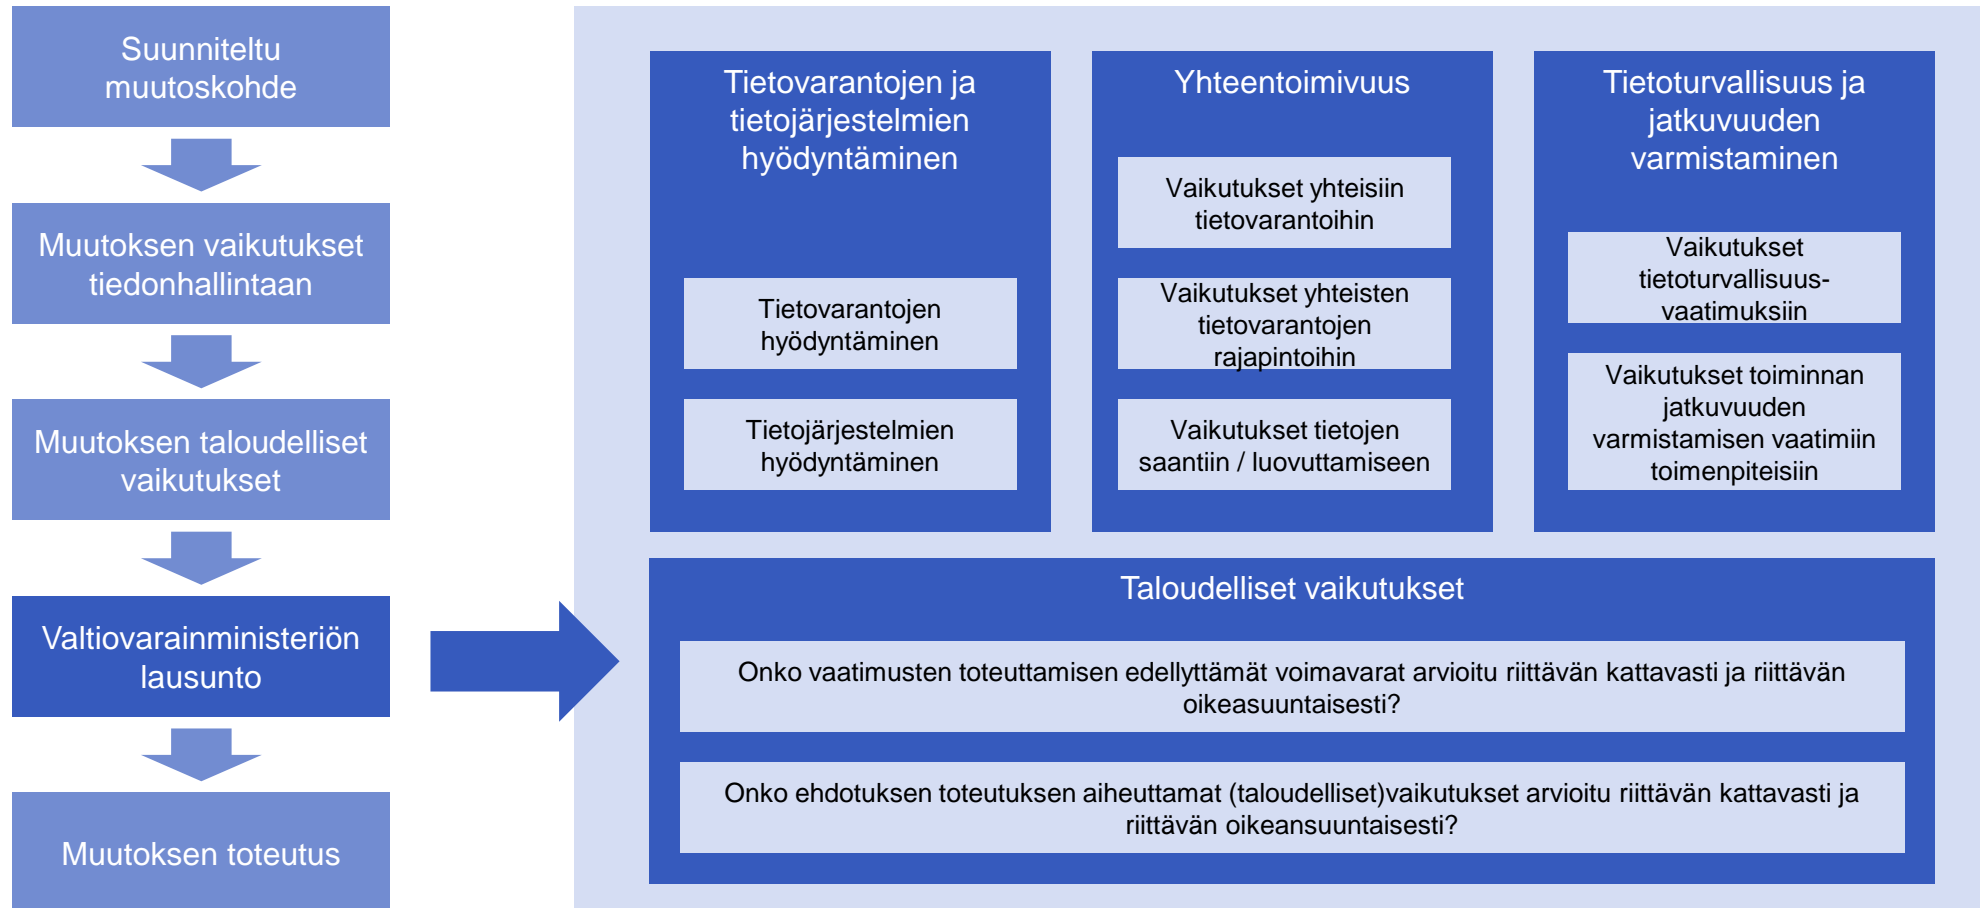 Suunniteltu
muutoskohde
Muutoksen vaikutukset
tiedonhallintaan
Muutoksen taloudelliset
vaikutukset
Valtiovarainministeriön
lausunto
Muutoksen toteutus
Tietovarantojen ja
tietojärjestelmien
hyödyntäminen
Tietovarantojen
hyödyntäminen
Tietojärjestelmien
hyödyntäminen
Yhteentoimivuus
Vaikutukset yhteisiin
tietovarantoihin
Vaikutukset yhteisten
tietovarantojen
rajapintoihin
Vaikutukset tietojen
saantiin / luovuttamiseen
Tietoturvallisuus ja
jatkuvuuden
varmistaminen
Vaikutukset
tietoturvallisuus-
vaatimuksiin
Vaikutukset toiminnan
jatkuvuuden
varmistamisen vaatimiin
toimenpiteisiin
Taloudelliset vaikutukset
Onko vaatimusten toteuttamisen edellyttämät voimavarat arvioitu riittävän kattavasti ja riittävän
oikeasuuntaisesti?
Onko ehdotuksen toteutuksen aiheuttamat (taloudelliset)vaikutukset arvioitu riittävän kattavasti ja
riittävän oikeansuuntaisesti?